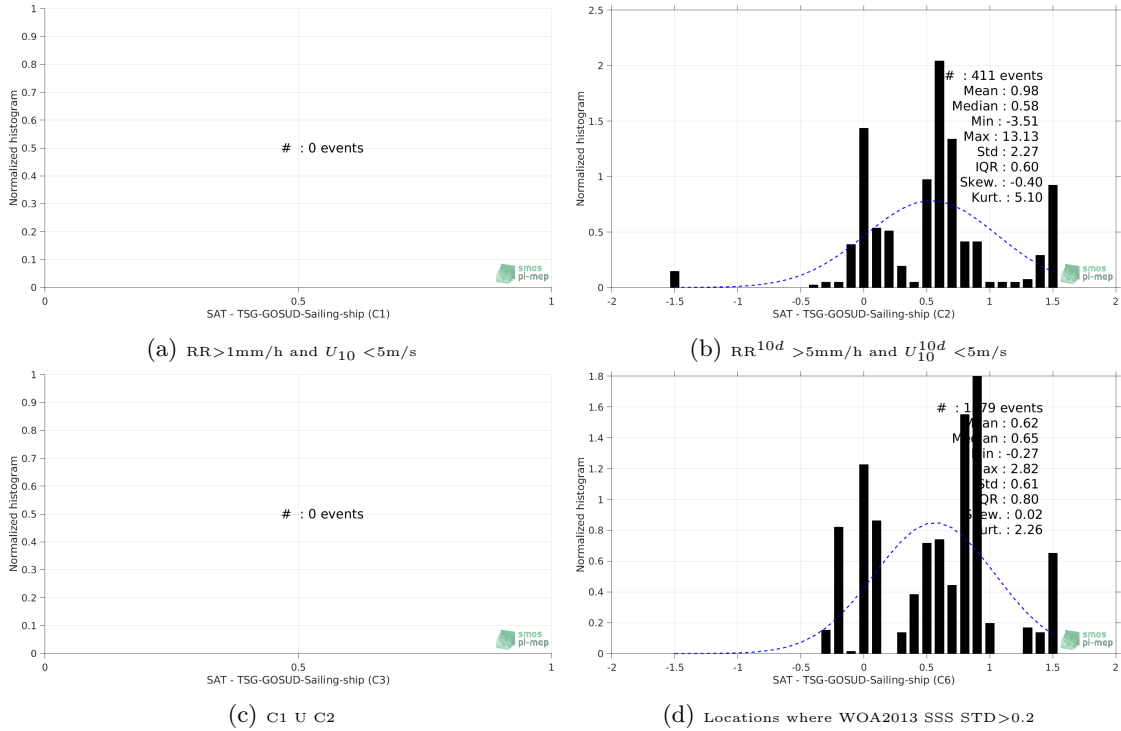 1
0.9
0.8
0.7
0.6
0.5
0.4
0.3
0.2
0.1
0
Normalized histogram
# : 0 events
smos
pi-mep
0
0.5
1
SAT - TSG-GOSUD-Sailing-ship (C1)
(a) RR>1mm/h and U10 <5m/s
2.5
2
1.5
1
0.5
0
Normalized histogram
# : 411 events
Mean : 0.98
Median : 0.58
Min : -3.51
Max : 13.13
Std : 2.27
IQR : 0.60
Skew. : -0.40
Kurt. : 5.10
smos
pi-mep
-2 -1.5 -1 -0.5 0 0.5 1 1.5 2
SAT - TSG-GOSUD-Sailing-ship (C2)
(b) RR^10d >5mm/h and U10^10d <5m/s
1
0.9
0.8
0.7
0.6
0.5
0.4
0.3
0.2
0.1
0
Normalized histogram
# : 0 events
smos
pi-mep
0
0.5
1
SAT - TSG-GOSUD-Sailing-ship (C3)
(c) C1 U C2
1.8
1.6
1.4
1.2
1
0.8
0.6
0.4
0.2
0
Normalized histogram
# : events
: 0.62
: 0.65
: -0.27
: 2.82
: 0.61
: 0.80
: 0.02
: 2.26
smos
pi-mep
-2 -1.5 -1 -0.5 0 0.5 1 1.5 2
SAT - TSG-GOSUD-Sailing-ship (C6)
(d) Locations where WOA2013 SSS STD>0.2